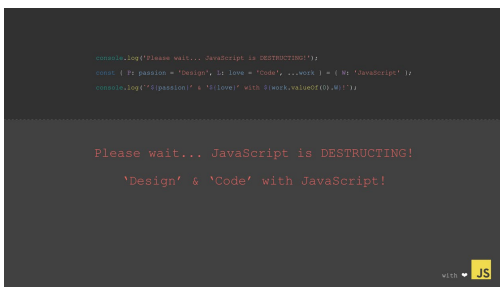 console.log('Please wait... JavaScript is DESTRUCTING!');
const { P: passion = 'Design', L: love = 'Code', ...work } = { W: 'JavaScript' };
console.log(`'${passion}' & '${love}' with ${work.valueOf(0).W}!`);
Please wait... JavaScript is DESTRUCTING!
‘Design’ & ‘Code’ with JavaScript!
with ❤ JS